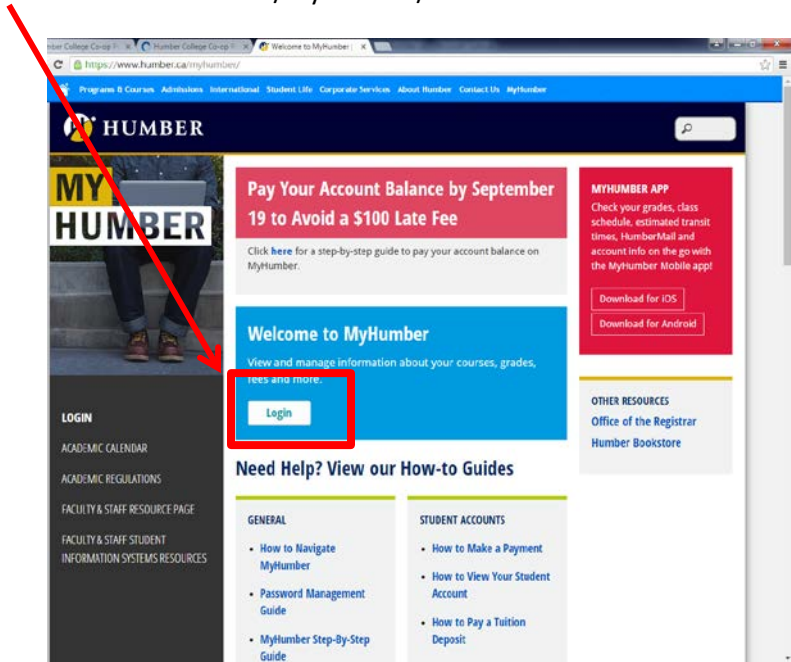 Humber College Co-op
Welcome to MyHumber |
https://www.humber.ca/myhumber/
Programs & Courses Admissions International Student Life Corporate Services About Humber Contact Us MyHumber
HUMBER
MY
HUMBER
Pay Your Account Balance by September
19 to Avoid a $100 Late Fee
Click here for a step-by-step guide to pay your account balance on
MyHumber.
MYHUMBER APP
Check your grades, class
schedule, estimated transit
times, HumberMail and
account info on the go with
the MyHumber Mobile app!
Download for iOS
Download for Android
Welcome to MyHumber
View and manage information about your courses, grades,
fees and more.
Login
OTHER RESOURCES
Office of the Registrar
Humber Bookstore
LOGIN
ACADEMIC CALENDAR
ACADEMIC REGULATIONS
FACULTY & STAFF RESOURCE PAGE
FACULTY & STAFF STUDENT
INFORMATION SYSTEMS RESOURCES
Need Help? View our How-to Guides
GENERAL
• How to Navigate
MyHumber
• Password Management
Guide
• MyHumber Step-By-Step
Guide
STUDENT ACCOUNTS
• How to Make a Payment
• How to View Your Student
Account
• How to Pay a Tuition
Deposit